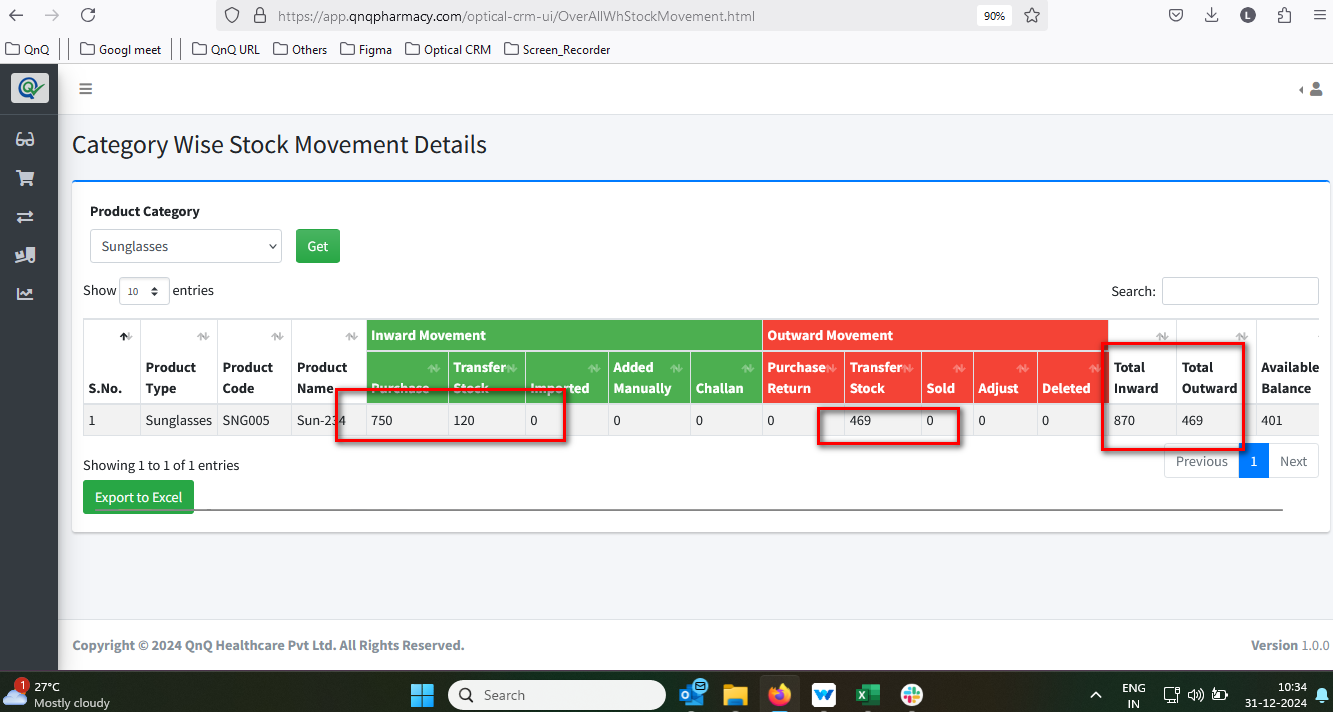 https://app.qnqpharmacy.com/optical-crm-ui/OverAllWhStockMovement.html 90% L
QnQ Googl meet QnQ URL Others Figma Optical CRM Screen_Recorder
Category Wise Stock Movement Details
Product Category
Sunglasses Get
Show 10 entries Search:
Inward Movement Outward Movement
S.No. Product Type Product Code Product Name Purchase Transfer Stock Imported Added Manually Challan Purchase Return Transfer Stock Sold Adjust Deleted Total Inward Total Outward Available Balance
1 Sunglasses SNG005 Sun-234 750 120 0 0 0 0 469 0 0 0 870 469 401
Showing 1 to 1 of 1 entries Previous 1 Next
Export to Excel
Copyright © 2024 QnQ Healthcare Pvt Ltd. All Rights Reserved. Version 1.0.0
1 27°C
Mostly cloudy
Search
ENG
IN
10:34
31-12-2024